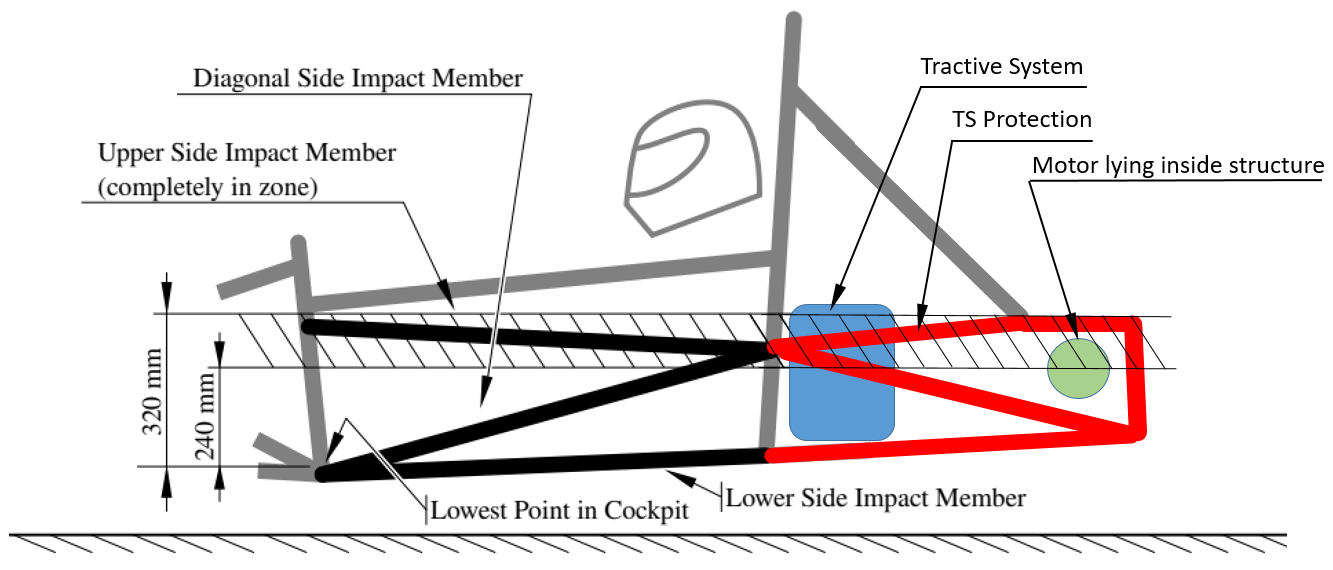 Tractive System
Diagonal Side Impact Member
TS Protection
Upper Side Impact Member
(completely in zone)
Motor lying inside structure
320 mm
240 mm
Lower Side Impact Member
Lowest Point in Cockpit